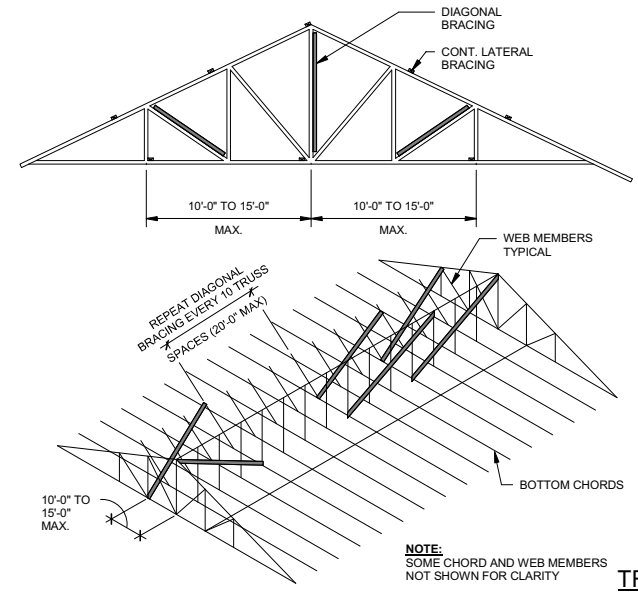 DIAGONAL
BRACING
CONT. LATERAL
BRACING
10'-0" TO 15'-0"
MAX.
10'-0" TO 15'-0"
MAX.
WEB MEMBERS
TYPICAL
REPEAT DIAGONAL
BRACING EVERY 10 TRUSS
SPACES (20'-0" MAX)
10'-0" TO
15'-0"
MAX.
BOTTOM CHORDS
NOTE:
SOME CHORD AND WEB MEMBERS
NOT SHOWN FOR CLARITY